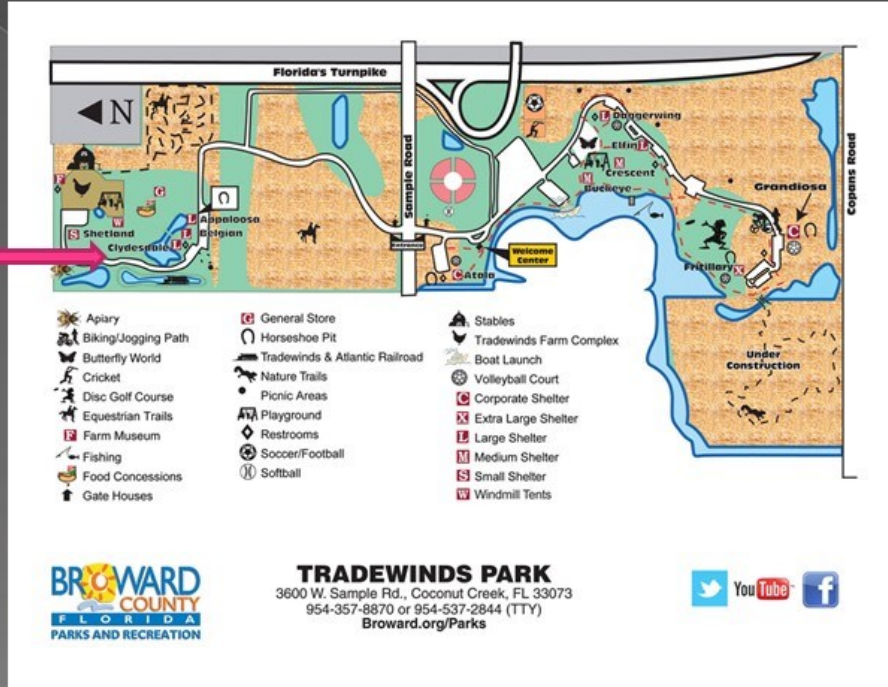 Florida's Turnpike
N
Sample Road
Copans Road
Daggerwing
L
Elfin L
M
Crescent
M
Buckeye
Grandiosa
C
F
G
W
S Shetland
L Appaloosa
L Belgian
Clydesdale L
Entrance
Welcome
Center
C Atala
Fritillary X
Under
Construction
Apiary
Biking/Jogging Path
Butterfly World
Cricket
Disc Golf Course
Equestrian Trails
F Farm Museum
Fishing
Food Concessions
Gate Houses
G General Store
Horseshoe Pit
Tradewinds & Atlantic Railroad
Nature Trails
Picnic Areas
Playground
Restrooms
Soccer/Football
Softball
Stables
Tradewinds Farm Complex
Boat Launch
Volleyball Court
C Corporate Shelter
X Extra Large Shelter
L Large Shelter
M Medium Shelter
S Small Shelter
W Windmill Tents
BROWARD
COUNTY
FLORIDA
PARKS AND RECREATION
TRADEWINDS PARK
3600 W. Sample Rd., Coconut Creek, FL 33073
954-357-8870 or 954-537-2844 (TTY)
Broward.org/Parks
YouTube
f